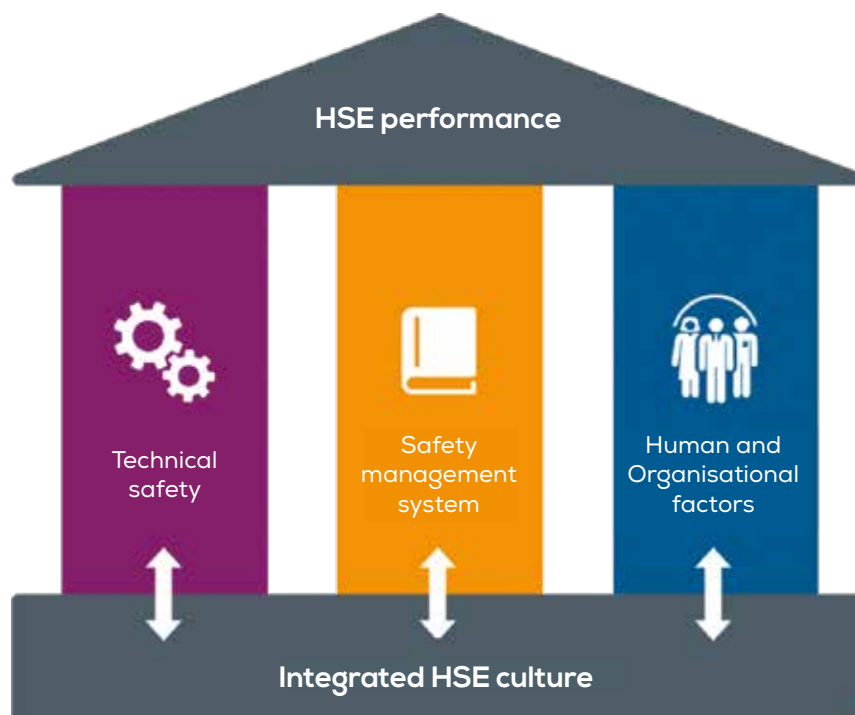 HSE performance
Technical
safety
Safety
management
system
Human and
Organisational
factors
Integrated HSE culture